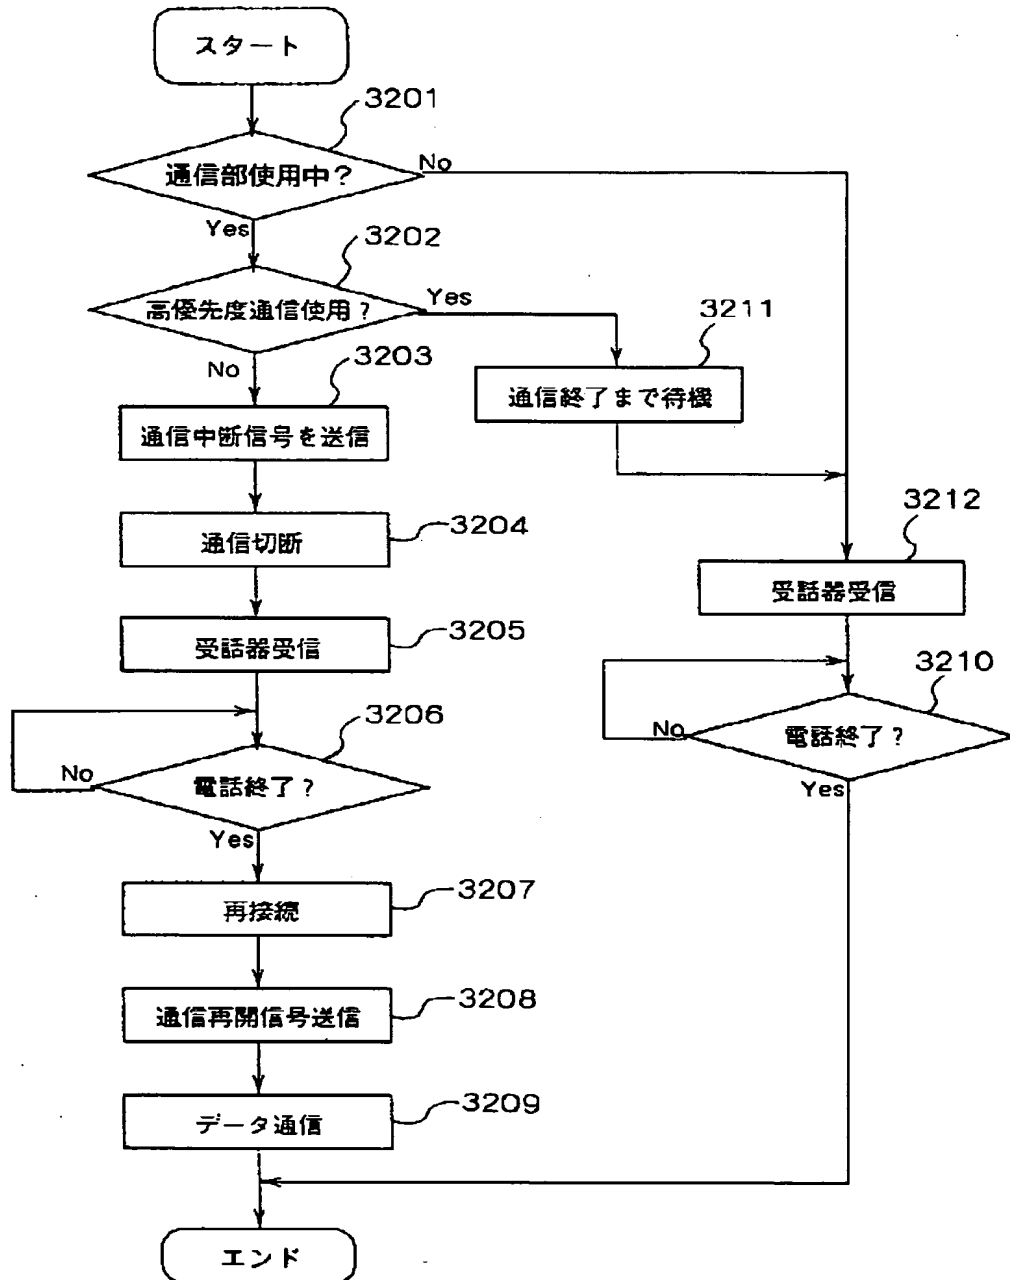 スタート
3201
通信部使用中?
No
Yes
3202
高優先度通信使用?
Yes
No
3211
通信終了まで待機
3203
通信中断信号を送信
3204
通信切断
3212
受話器受信
3205
受話器受信
3210
電話終了?
No
Yes
3206
電話終了?
No
Yes
3207
再接続
3208
通信再開信号送信
3209
データ通信
エンド